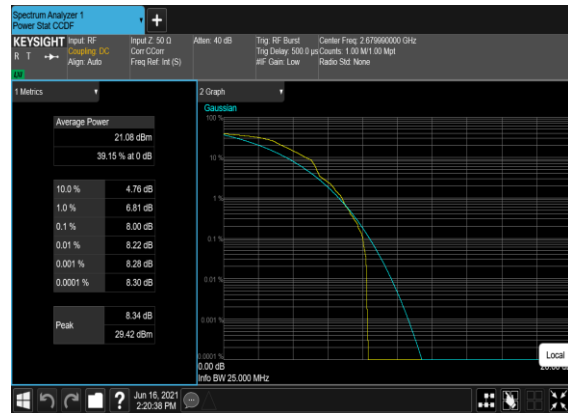 Spectrum Analyzer 1
Power Stat CCDF
+
KEYSIGHT
R T
LXI
Input: RF
Coupling: DC
Align: Auto
Input Z: 50 Ω
Corr CCorr
Freq Ref: Int (S)
Atten: 40 dB
Trig: RF Burst
Trig Delay: 500.0 µs
#IF Gain: Low
Center Freq: 2.679990000 GHz
Counts: 1.00 M/1.00 Mpt
Radio Std: None
1 Metrics
Average Power
21.08 dBm
39.15 % at 0 dB
10.0 % 4.76 dB
1.0 % 6.81 dB
0.1 % 8.00 dB
0.01 % 8.22 dB
0.001 % 8.28 dB
0.0001 % 8.30 dB
Peak
8.34 dB
29.42 dBm
2 Graph
Gaussian
100 %
10 %
1 %
0.1 %
0.01 %
0.001 %
0.0001 %
0.00 dB
Info BW 25.000 MHz
Local
?
Jun 16, 2021
2:20:38 PM